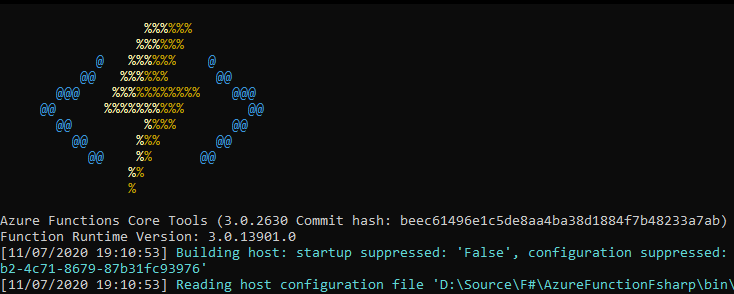 %%%%%%
%%%%%%
@ %%%%%% @
@@ %%%%%% @@
@@@ %%%%%%%%%%% @@@
@@ %%%%%%%%%% @@
@@ %%%% @@
@@ %%% @@
@@ %% @@
%%
%
Azure Functions Core Tools (3.0.2630 Commit hash: beec61496e1c5de8aa4ba38d1884f7b48233a7ab)
Function Runtime Version: 3.0.13901.0
[11/07/2020 19:10:53] Building host: startup suppressed: 'False', configuration suppressed:
b2-4c71-8679-87b31fc93976'
[11/07/2020 19:10:53] Reading host configuration file 'D:\Source\F#\AzureFunctionFsharp\bin\